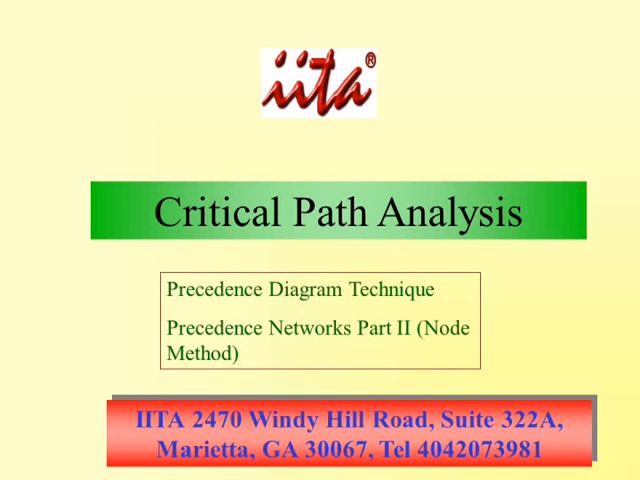 iita®
Critical Path Analysis
Precedence Diagram Technique
Precedence Networks Part II (Node
Method)
IITA 2470 Windy Hill Road, Suite 322A,
Marietta, GA 30067, Tel 4042073981